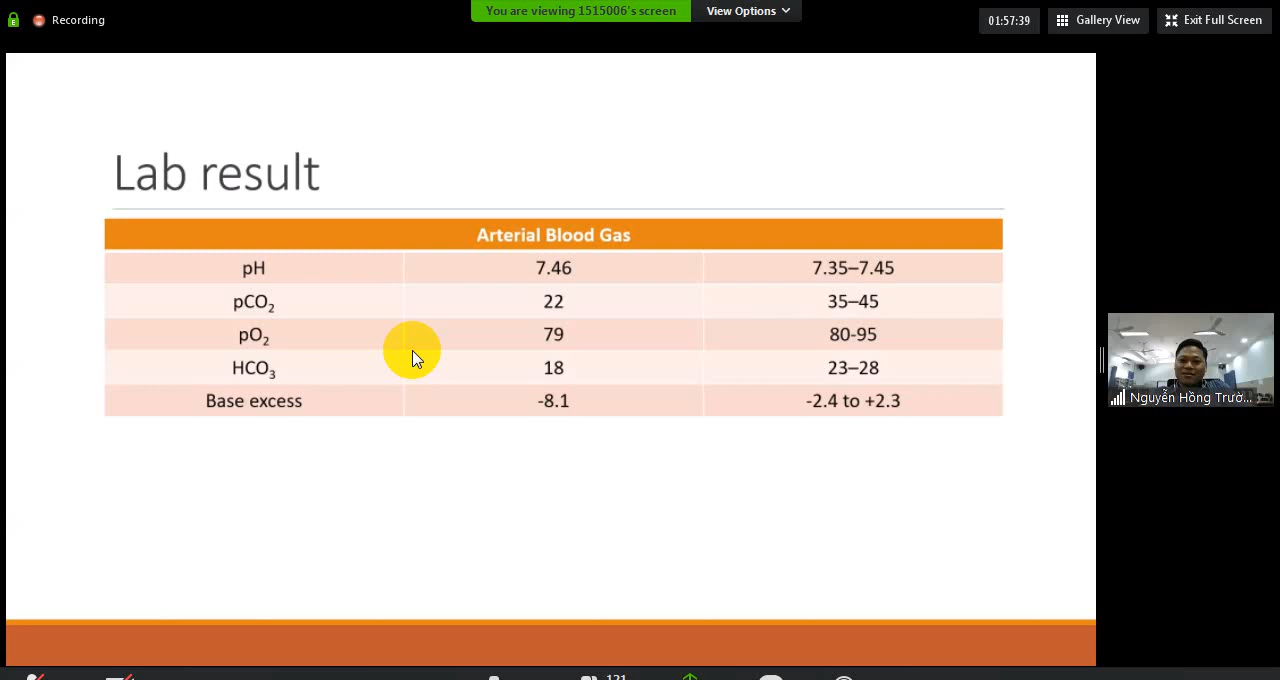 Recording
You are viewing 1515006's screen
View Options
01:57:39
Gallery View
Exit Full Screen
Lab result
Arterial Blood Gas
pH 7.46 7.35–7.45
pCO2 22 35–45
pO2 79 80-95
HCO3 18 23–28
Base excess -8.1 -2.4 to +2.3
Nguyễn Hồng Trườ...
121